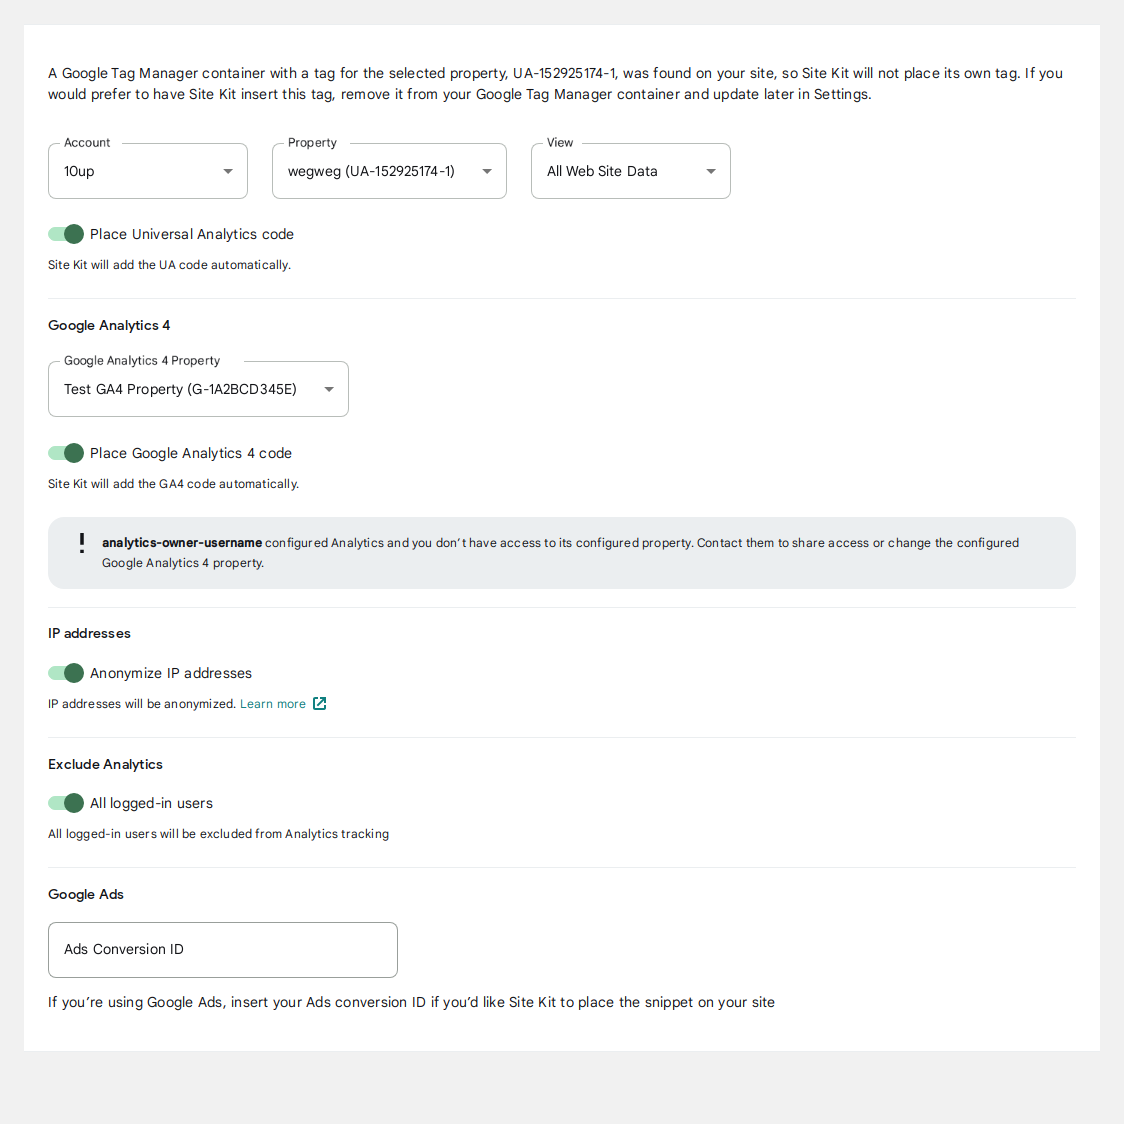 A Google Tag Manager container with a tag for the selected property, UA-152925174-1, was found on your site, so Site Kit will not place its own tag. If you
would prefer to have Site Kit insert this tag, remove it from your Google Tag Manager container and update later in Settings.
Account Property View
10up wegweg (UA-152925174-1) All Web Site Data
Place Universal Analytics code
Site Kit will add the UA code automatically.
Google Analytics 4
Google Analytics 4 Property
Test GA4 Property (G-1A2BCD345E)
Place Google Analytics 4 code
Site Kit will add the GA4 code automatically.
! analytics-owner-username configured Analytics and you don’t have access to its configured property. Contact them to share access or change the configured
Google Analytics 4 property.
IP addresses
Anonymize IP addresses
IP addresses will be anonymized. Learn more
Exclude Analytics
All logged-in users
All logged-in users will be excluded from Analytics tracking
Google Ads
Ads Conversion ID
If you’re using Google Ads, insert your Ads conversion ID if you’d like Site Kit to place the snippet on your site